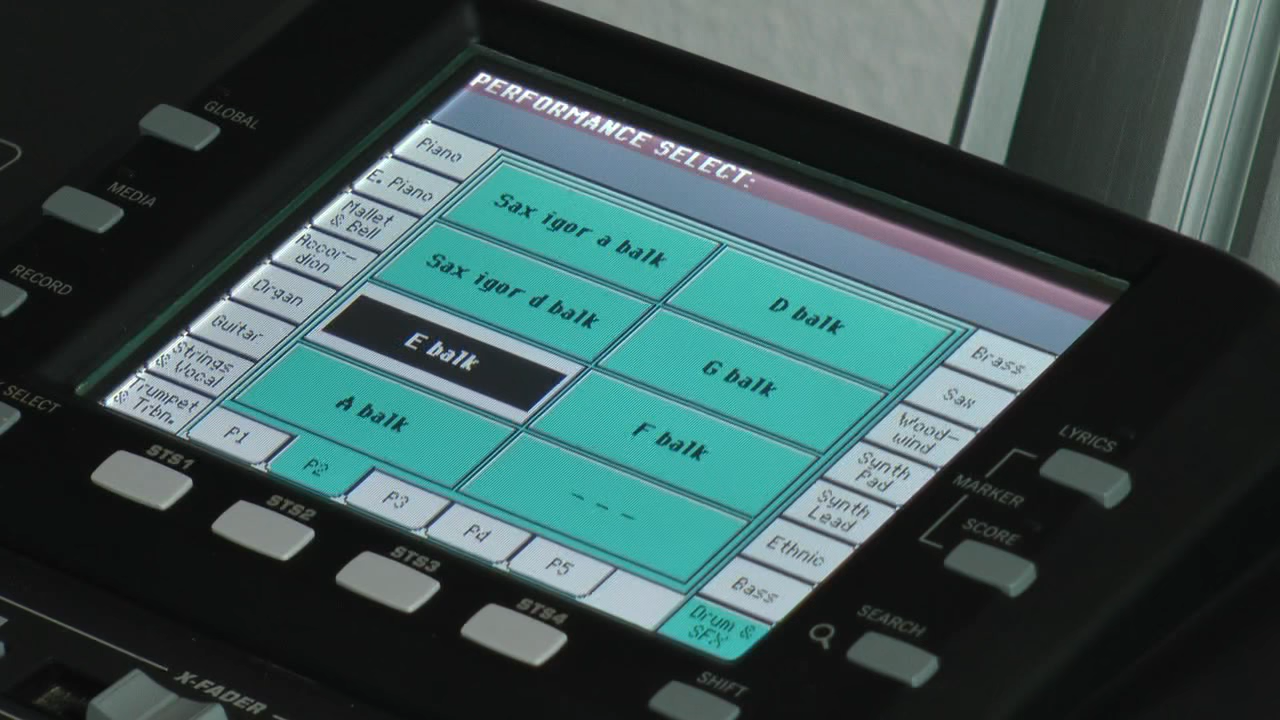 PERFORMANCE SELECT:
Piano
E. Piano
Mallet
& Bell
Accor-
dion
Organ
Guitar
Strings
& Vocal
Trumpet
& Trbn.
Sax igor a balk
Sax igor d balk
E balk
A balk
D balk
G balk
F balk
-- --
Brass
Sax
Wood-
wind
Synth
Pad
Synth
Lead
Ethnic
Bass
Drum &
SFX
P1
P2
P3
P4
P5
GLOBAL
MEDIA
RECORD
SELECT
STS1
STS2
STS3
STS4
LYRICS
MARKER
SCORE
SEARCH
SHIFT
X-FADER